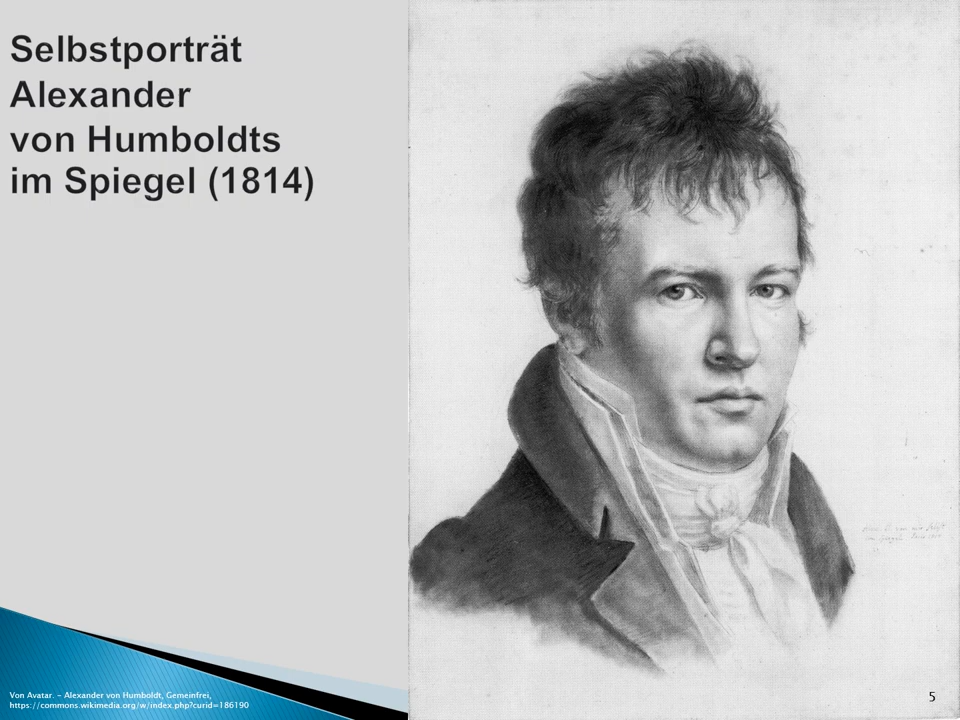 Selbstporträt
Alexander
von Humboldts
im Spiegel (1814)
Von Avatar. - Alexander von Humboldt, Gemeinfrei,
https://commons.wikimedia.org/w/index.php?curid=186190
5